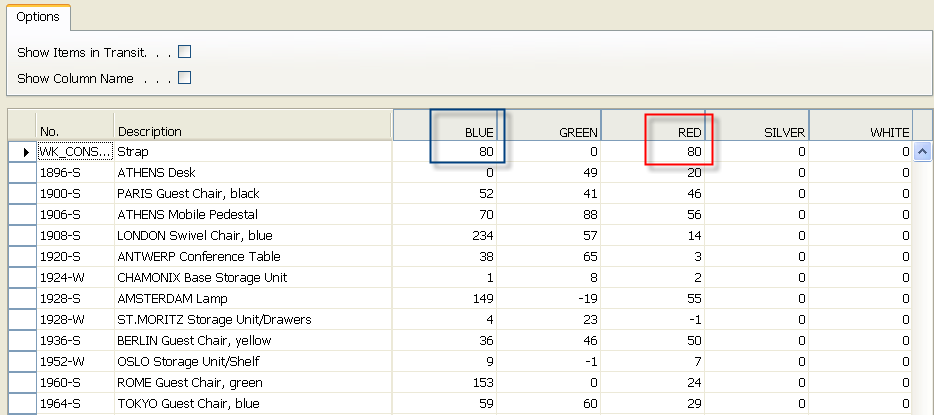 Options
Show Items in Transit. . .
Show Column Name . . .
No. Description BLUE GREEN RED SILVER WHITE
WK_CONS... Strap 80 0 80 0 0
1896-S ATHENS Desk 0 49 20 0 0
1900-S PARIS Guest Chair, black 52 41 46 0 0
1906-S ATHENS Mobile Pedestal 70 88 56 0 0
1908-S LONDON Swivel Chair, blue 234 57 14 0 0
1920-S ANTWERP Conference Table 38 65 3 0 0
1924-W CHAMONIX Base Storage Unit 1 8 2 0 0
1928-S AMSTERDAM Lamp 149 -19 55 0 0
1928-W ST.MORITZ Storage Unit/Drawers 4 23 -1 0 0
1936-S BERLIN Guest Chair, yellow 36 46 50 0 0
1952-W OSLO Storage Unit/Shelf 9 -1 7 0 0
1960-S ROME Guest Chair, green 153 0 24 0 0
1964-S TOKYO Guest Chair, blue 59 60 29 0 0